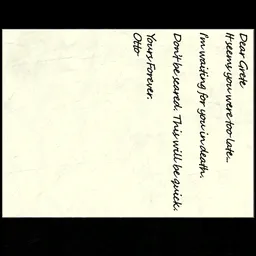 Dear Grete
It seems you were too late...
I'm waiting for you in death.
Don't be scared. This will be quick.
Yours Forever.
Otto